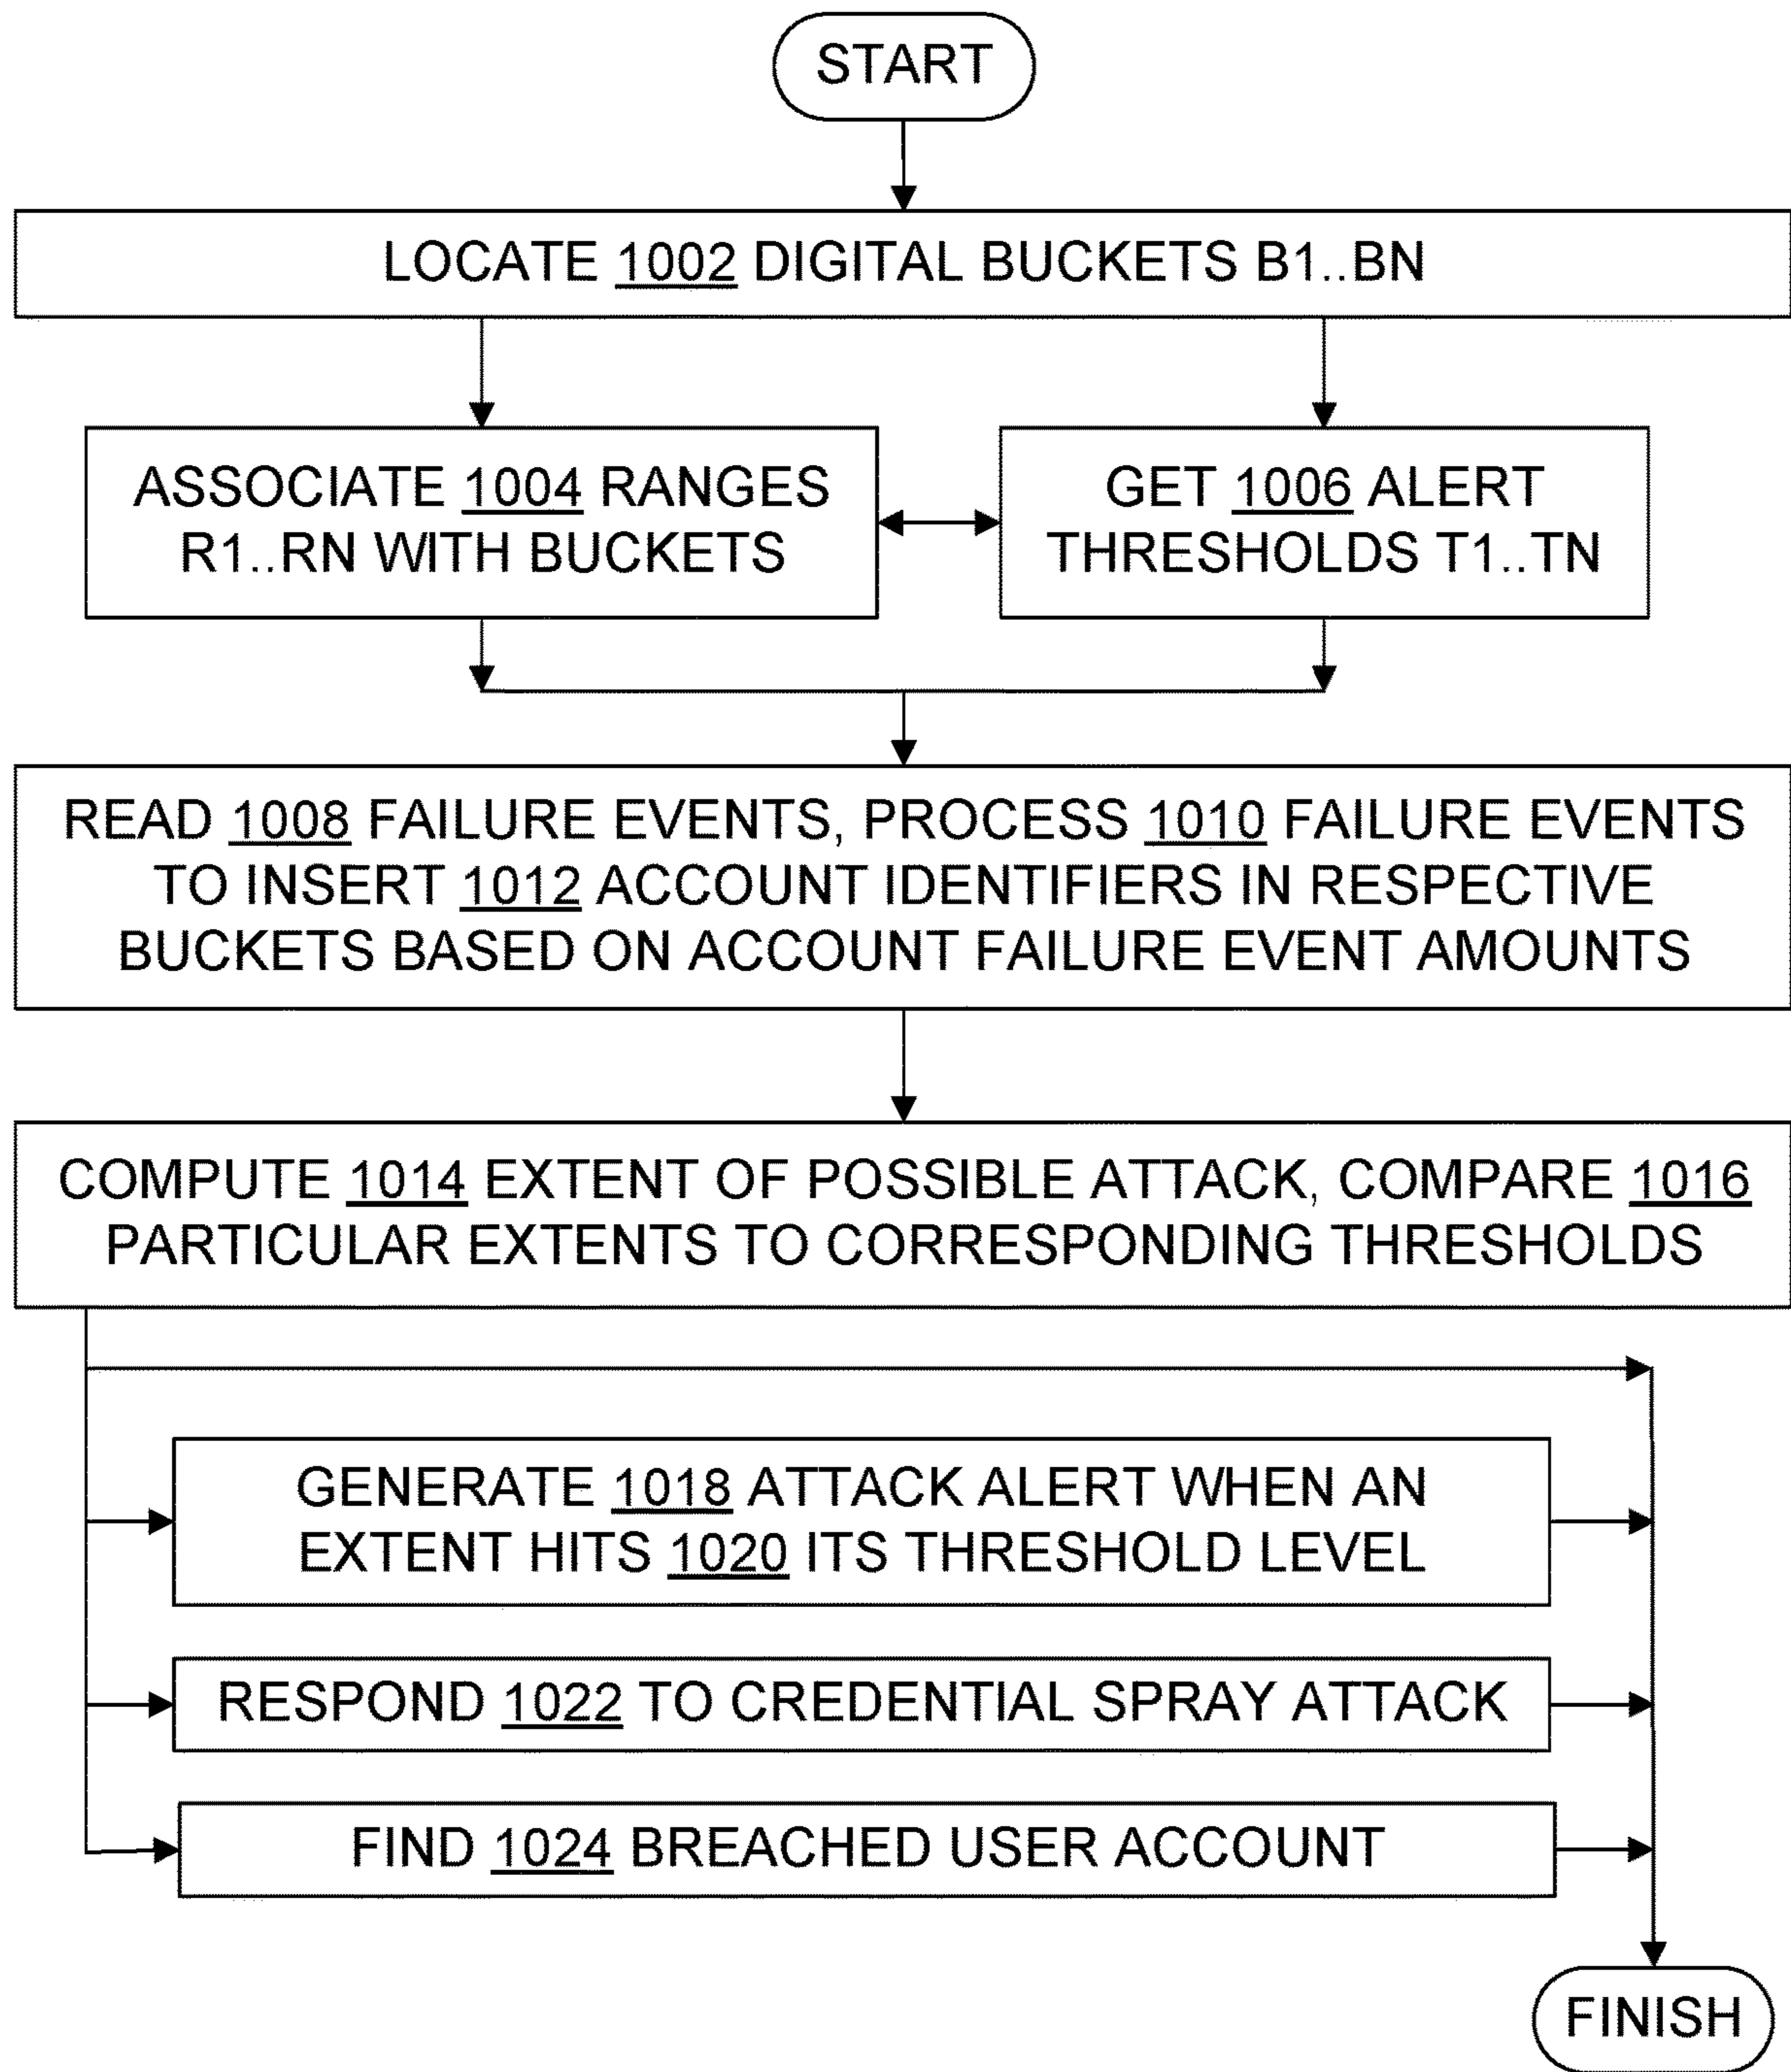 START
LOCATE 1002 DIGITAL BUCKETS B1..BN
ASSOCIATE 1004 RANGES
R1..RN WITH BUCKETS
GET 1006 ALERT
THRESHOLDS T1..TN
READ 1008 FAILURE EVENTS, PROCESS 1010 FAILURE EVENTS
TO INSERT 1012 ACCOUNT IDENTIFIERS IN RESPECTIVE
BUCKETS BASED ON ACCOUNT FAILURE EVENT AMOUNTS
COMPUTE 1014 EXTENT OF POSSIBLE ATTACK, COMPARE 1016
PARTICULAR EXTENTS TO CORRESPONDING THRESHOLDS
GENERATE 1018 ATTACK ALERT WHEN AN
EXTENT HITS 1020 ITS THRESHOLD LEVEL
RESPOND 1022 TO CREDENTIAL SPRAY ATTACK
FIND 1024 BREACHED USER ACCOUNT
FINISH